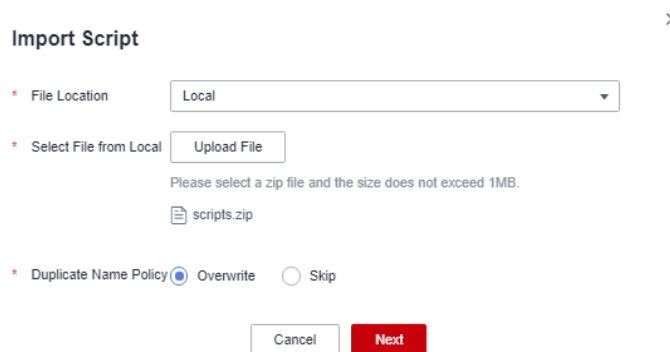 Import Script
* File Location Local
* Select File from Local Upload File
Please select a zip file and the size does not exceed 1MB.
scripts.zip
* Duplicate Name Policy Overwrite Skip
Cancel Next